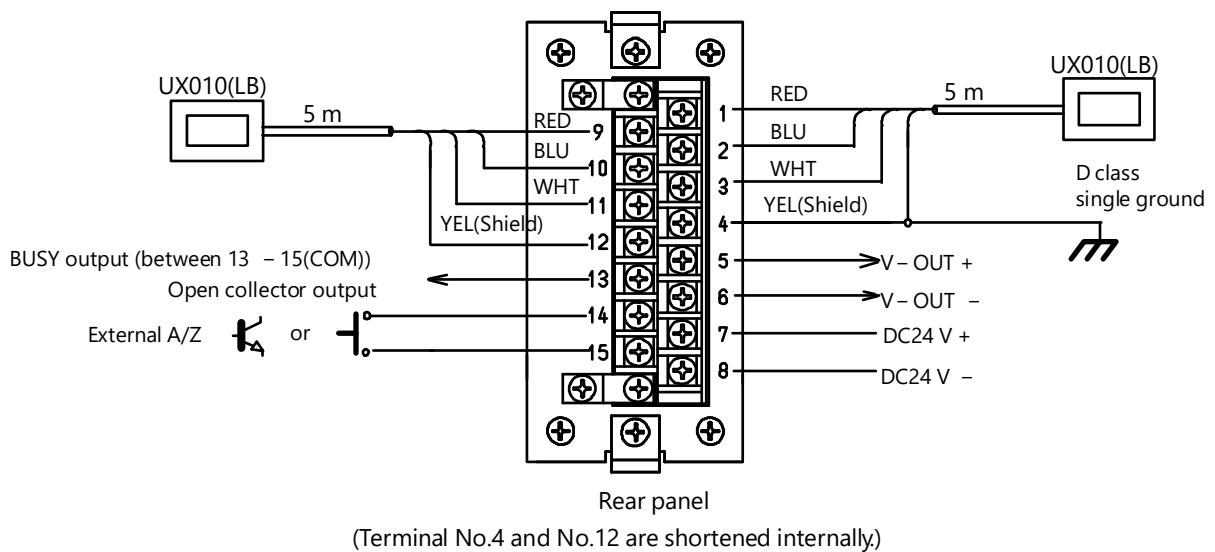 UX010(LB)
5 m
RED
9
BLU
10
WHT
11
YEL(Shield)
12
BUSY output (between 13 – 15(COM))
13
Open collector output
14
External A/Z
or
15
UX010(LB)
5 m
1
RED
2
BLU
3
WHT
D class
single ground
4
YEL(Shield)
5
V – OUT +
6
V – OUT –
7
DC24 V +
8
DC24 V –
Rear panel
(Terminal No.4 and No.12 are shortened internally.)